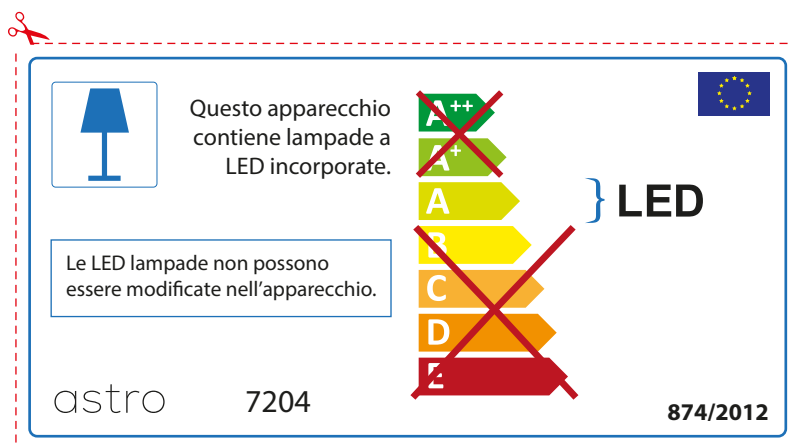 Questo apparecchio
contiene lampade a
LED incorporate.
Le LED lampade non possono
essere modificate nell’apparecchio.
A++
A+
A
B
C
D
E
LED
astro
7204
874/2012